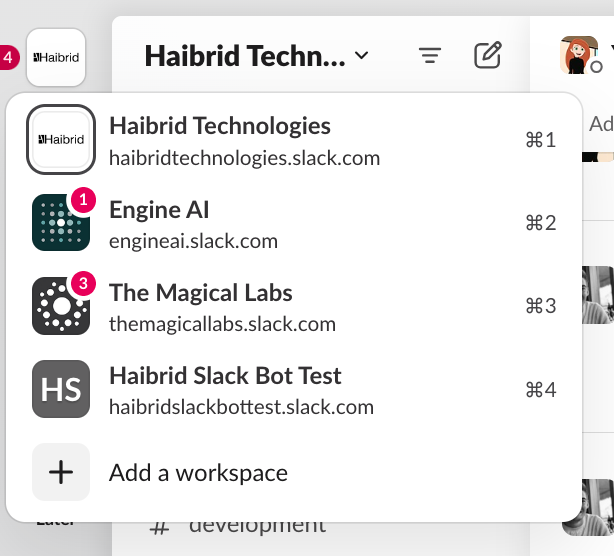 4
Haibrid
Haibrid Techn...
Haibrid
Haibrid Technologies
haibridtechnologies.slack.com
⌘1
Ad
1
Engine AI
engineai.slack.com
⌘2
3
The Magical Labs
themagicallabs.slack.com
⌘3
HS
Haibrid Slack Bot Test
haibridslackbottest.slack.com
⌘4
+ Add a workspace
Later
# development